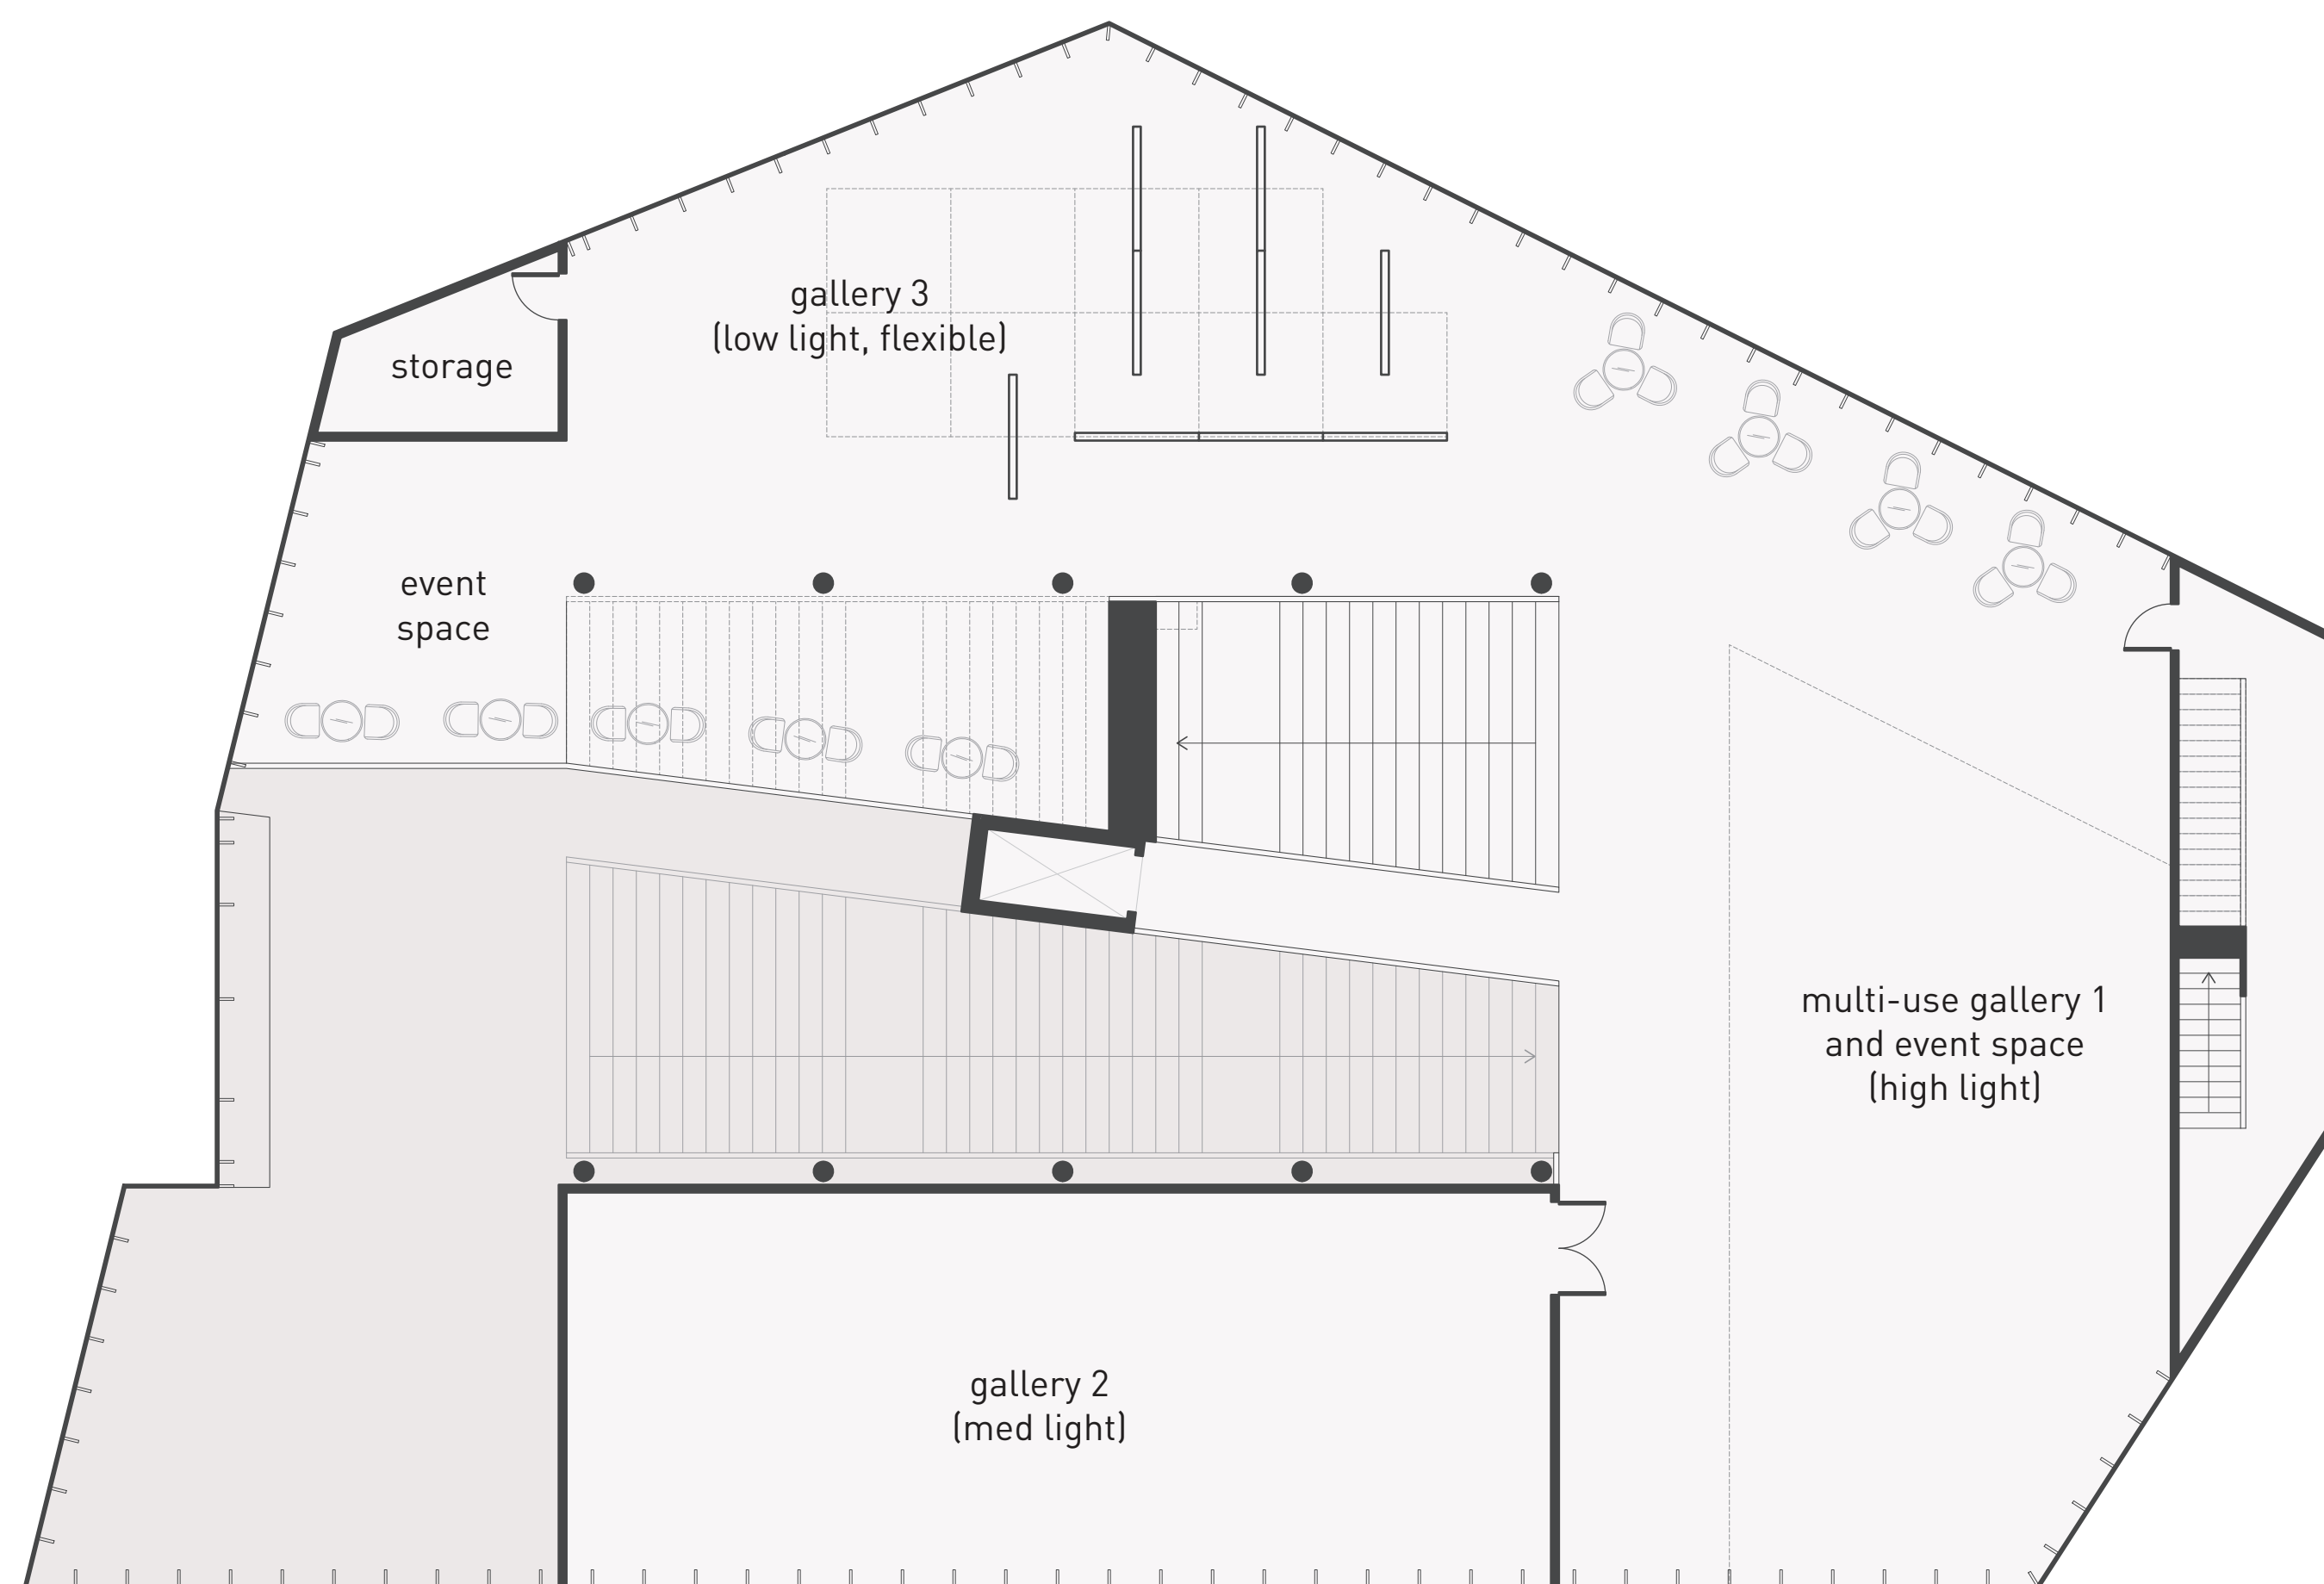 gallery 3
(low light, flexible)
storage
event
space
multi-use gallery 1
and event space
(high light)
gallery 2
(med light)